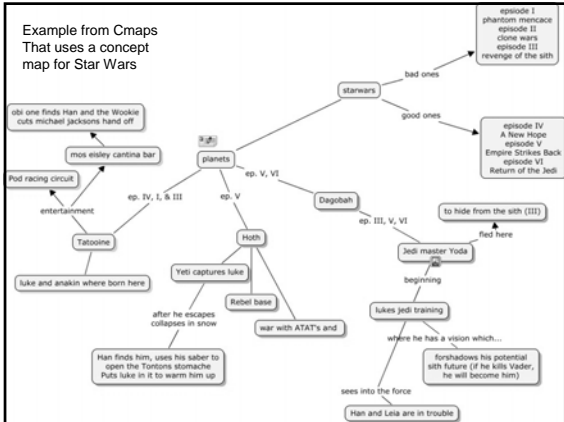 Example from Cmaps
That uses a concept
map for Star Wars
epsiode I
phantom mencace
episode II
clone wars
episode III
revenge of the sith
bad ones
starwars
good ones
episode IV
A New Hope
episode V
Empire Strikes Back
episode VI
Return of the Jedi
obi one finds Han and the Wookie
cuts michael jacksons hand off
mos eisley cantina bar
planets
Pod racing circuit
entertainment
ep. IV, I, & III
ep. V
ep. V, VI
Dagobah
ep. III, V, VI
to hide from the sith (III)
fled here
Tatooine
Hoth
Jedi master Yoda
luke and anakin where born here
Yeti captures luke
Rebel base
war with ATAT's and
beginning
lukes jedi training
after he escapes
collapses in snow
where he has a vision which...
Han finds him, uses his saber to
open the Tontons stomache
Puts luke in it to warm him up
forshadows his potential
sith future (if he kills Vader,
he will become him)
sees into the force
Han and Leia are in trouble